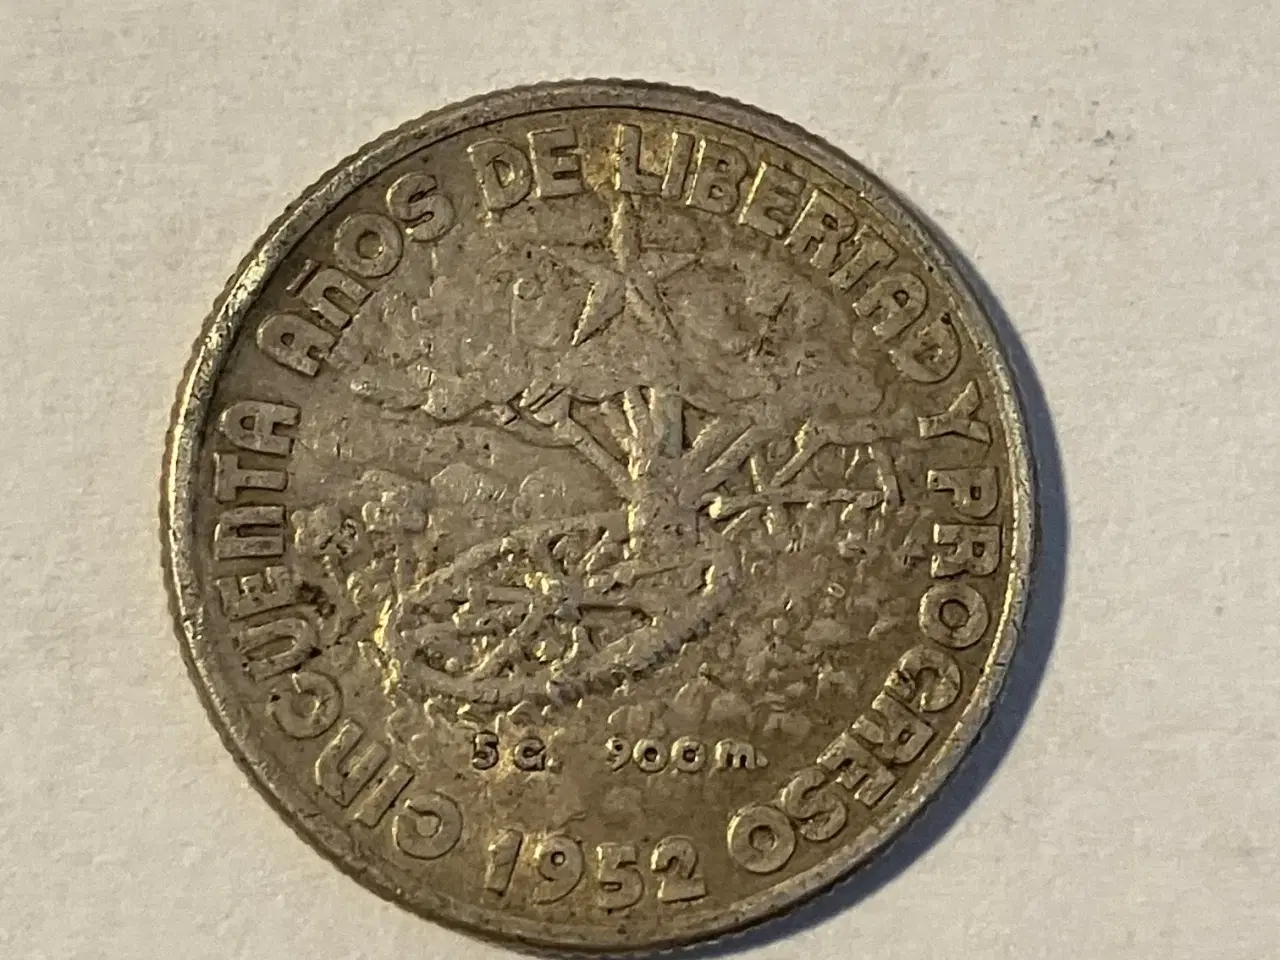 CINCUENTA AÑOS DE LIBERTAD Y PROGRESO
5 G. 900 m.
1952